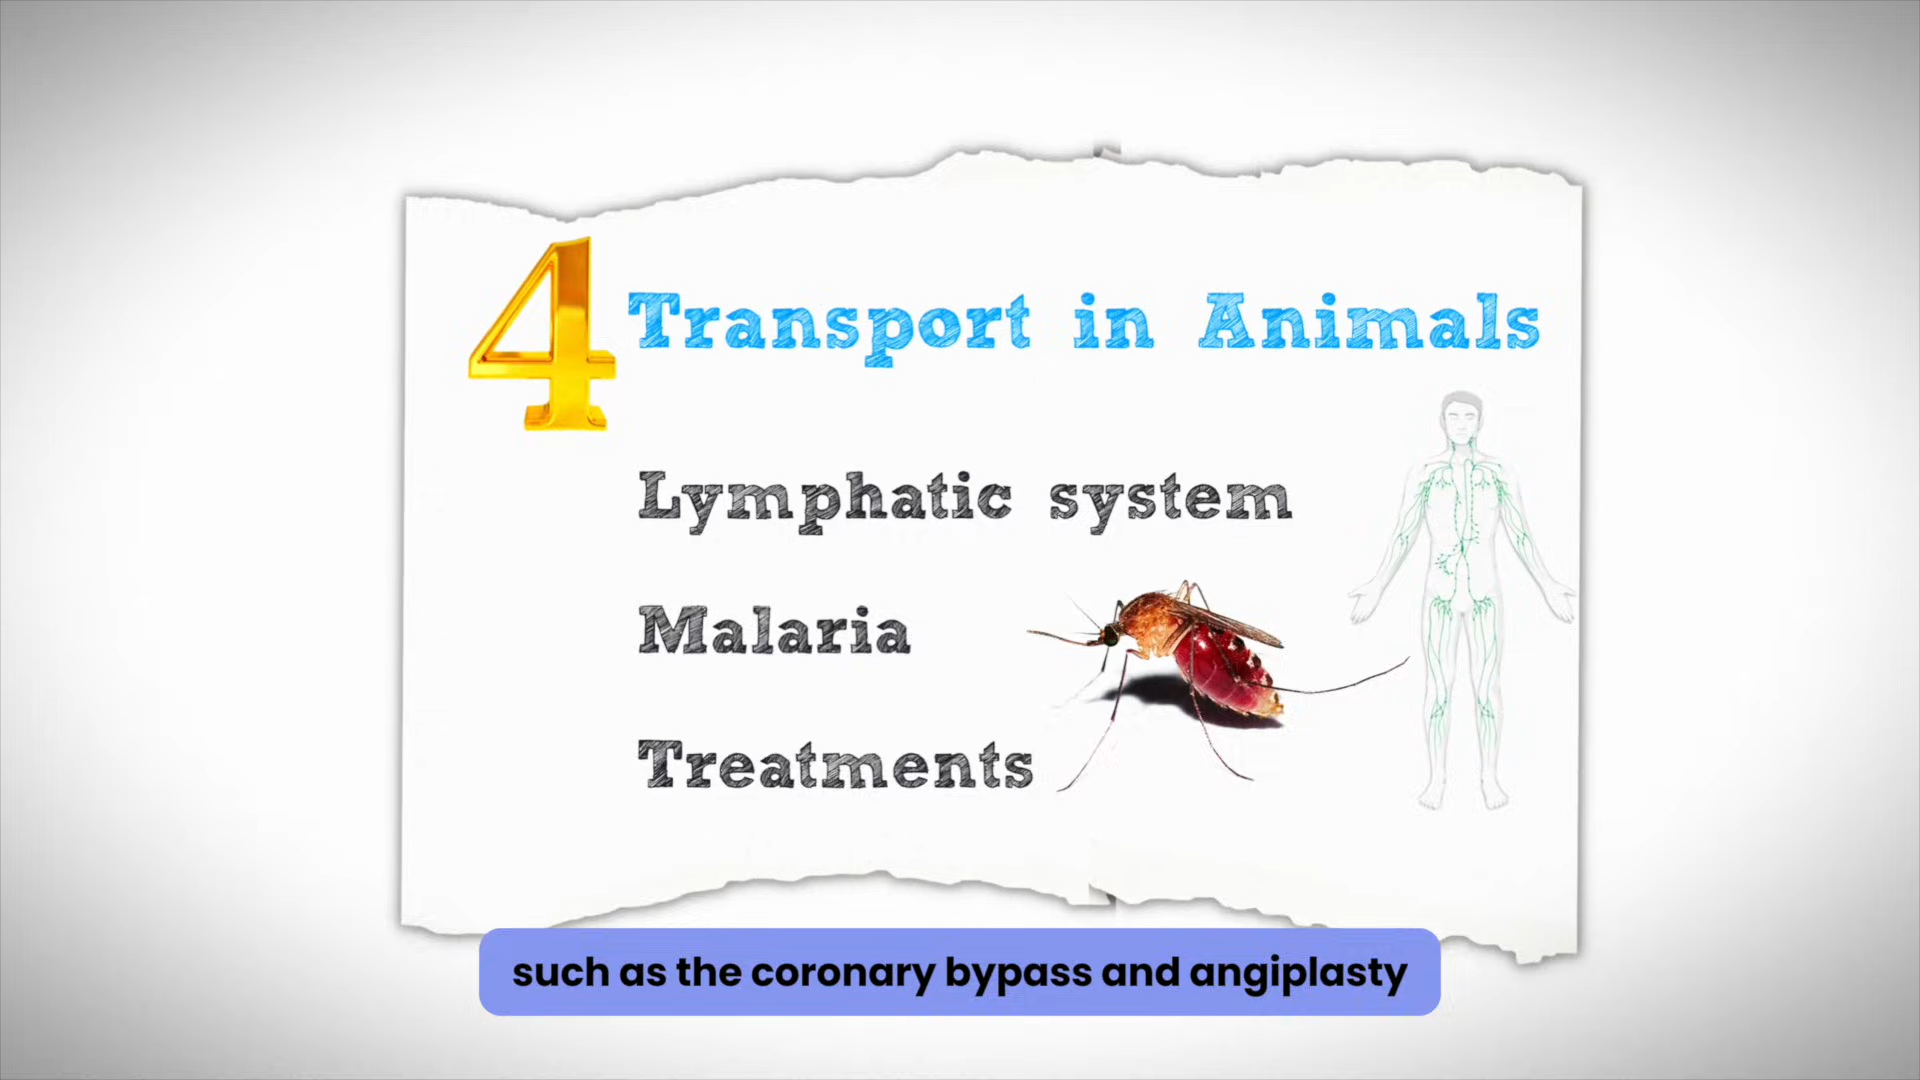 4 Transport in Animals
Lymphatic system
Malaria
Treatments
such as the coronary bypass and angiplasty